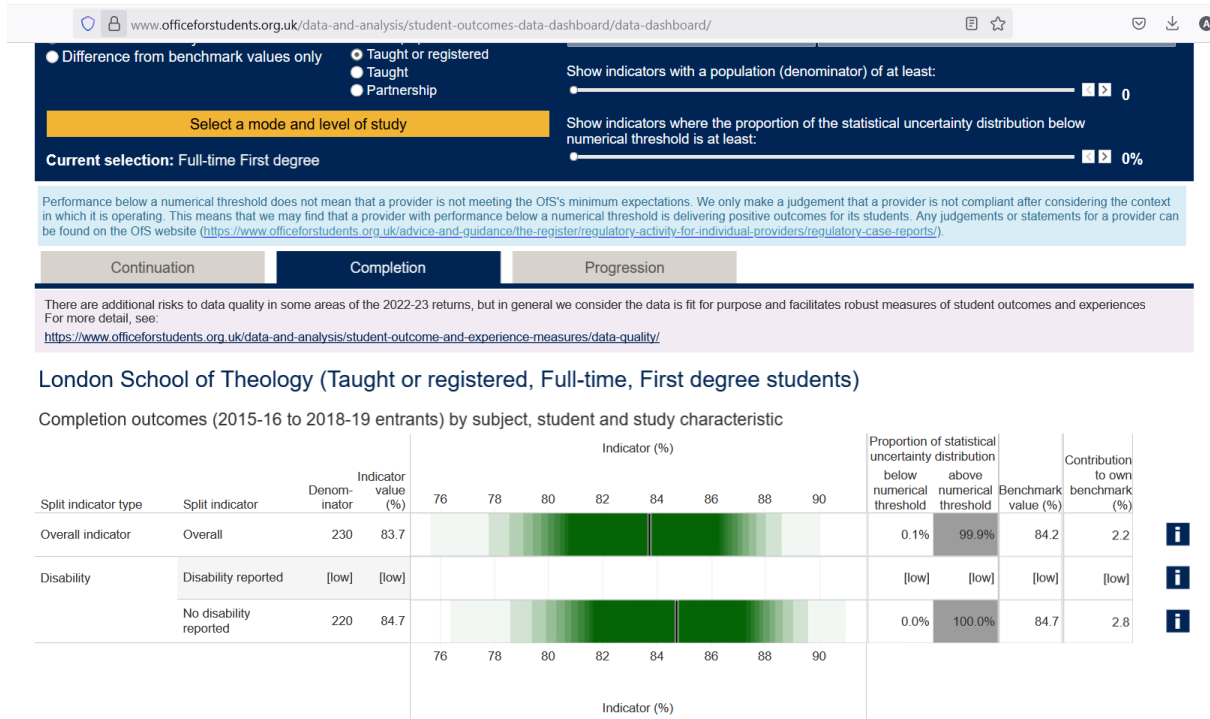 www.officeforstudents.org.uk/data-and-analysis/student-outcomes-data-dashboard/data-dashboard/
Difference from benchmark values only
Taught or registered
Taught
Partnership
Show indicators with a population (denominator) of at least:
0
Select a mode and level of study
Show indicators where the proportion of the statistical uncertainty distribution below
numerical threshold is at least:
0%
Current selection: Full-time First degree
Performance below a numerical threshold does not mean that a provider is not meeting the OfS's minimum expectations. We only make a judgement that a provider is not compliant after considering the context
in which it is operating. This means that we may find that a provider with performance below a numerical threshold is delivering positive outcomes for its students. Any judgements or statements for a provider can
be found on the OfS website (https://www.officeforstudents.org.uk/advice-and-guidance/the-register/regulatory-activity-for-individual-providers/regulatory-case-reports/).
Continuation Completion Progression
There are additional risks to data quality in some areas of the 2022-23 returns, but in general we consider the data is fit for purpose and facilitates robust measures of student outcomes and experiences
For more detail, see:
https://www.officeforstudents.org.uk/data-and-analysis/student-outcome-and-experience-measures/data-quality/
London School of Theology (Taught or registered, Full-time, First degree students)
Completion outcomes (2015-16 to 2018-19 entrants) by subject, student and study characteristic
Split indicator type
Split indicator
Denom-
inator
Indicator
value
(%)
Indicator (%)
76 78 80 82 84 86 88 90
Proportion of statistical
uncertainty distribution
below
numerical
threshold
above
numerical
threshold
Benchmark
value (%)
Contribution
to own
benchmark
(%)
Overall indicator Overall 230 83.7 0.1% 99.9% 84.2 2.2 i
Disability Disability reported [low] [low] [low] [low] [low] [low] i
No disability
reported
220 84.7 0.0% 100.0% 84.7 2.8 i
76 78 80 82 84 86 88 90
Indicator (%)